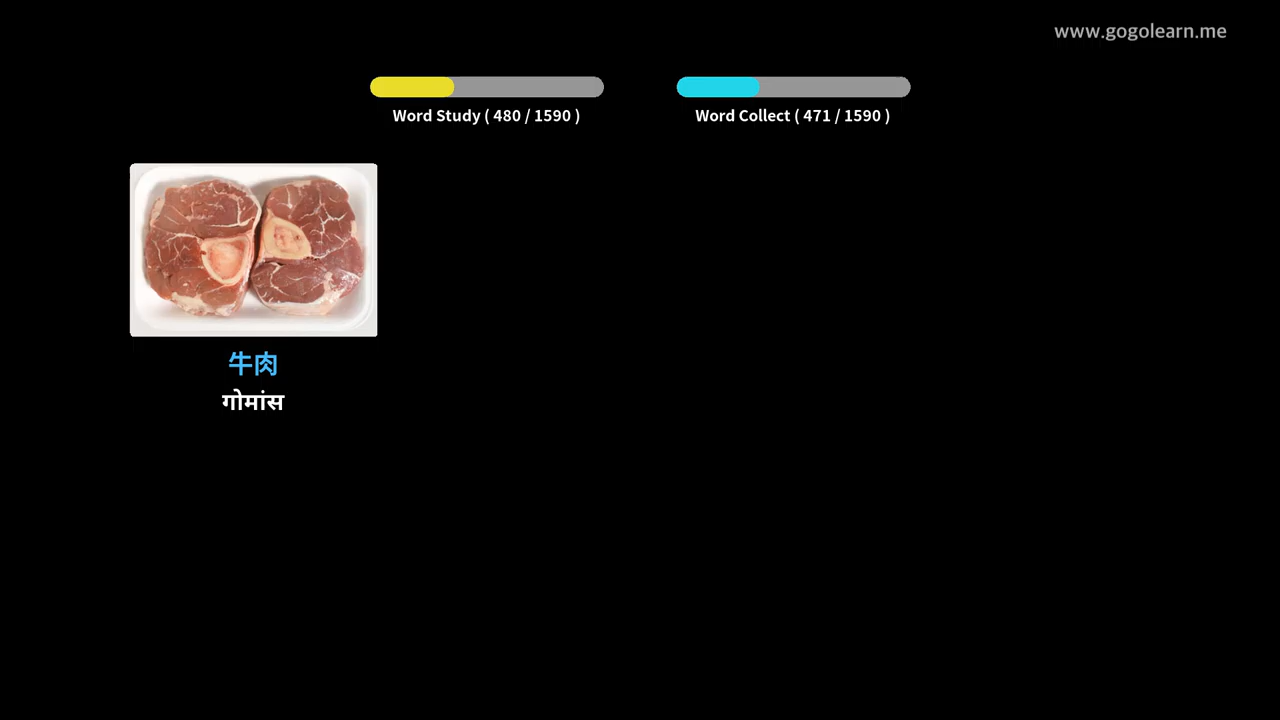 www.gogolearn.me
Word Study ( 480 / 1590 )
Word Collect ( 471 / 1590 )
牛肉
गोमांस